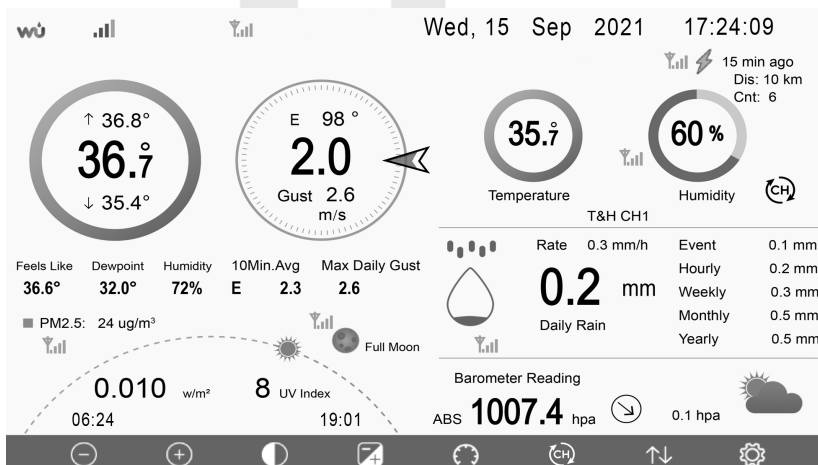 wu Wed, 15 Sep 2021 17:24:09
15 min ago
Dis: 10 km
Cnt: 6
↑ 36.8°
36.7°
↓ 35.4°
E 98 °
2.0
Gust 2.6
m/s
35.7°
Temperature
60 %
Humidity
CH
T&H CH1
Feels Like Dewpoint Humidity
36.6° 32.0° 72%
10Min.Avg Max Daily Gust
E 2.3 2.6
PM2.5: 24 ug/m³
Full Moon
0.010 w/m² 8 UV Index
06:24 19:01
Rate 0.3 mm/h
0.2 mm
Daily Rain
Event 0.1 mm
Hourly 0.2 mm
Weekly 0.3 mm
Monthly 0.5 mm
Yearly 0.5 mm
Barometer Reading
ABS 1007.4 hpa 0.1 hpa
CH